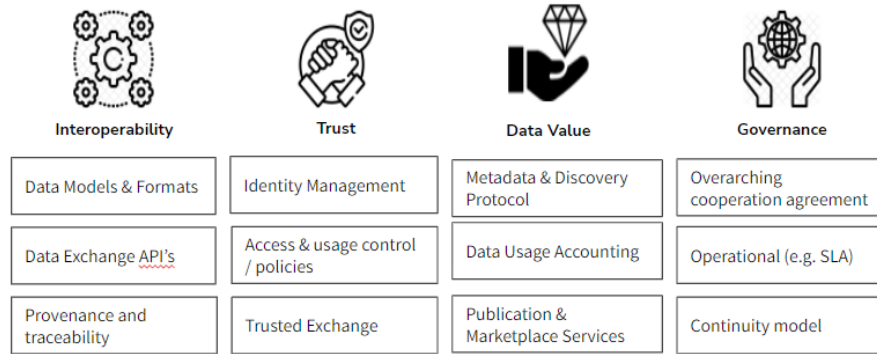 Interoperability
Trust
Data Value
Governance
Data Models & Formats
Identity Management
Metadata & Discovery
Protocol
Overarching
cooperation agreement
Data Exchange API's
Access & usage control
/ policies
Data Usage Accounting
Operational (e.g. SLA)
Provenance and
traceability
Trusted Exchange
Publication &
Marketplace Services
Continuity model